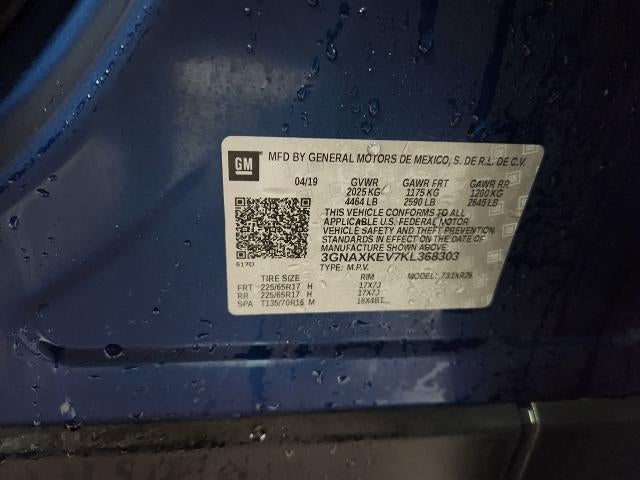 GM
MFD BY GENERAL MOTORS DE MEXICO, S. DE R.L. DE C.V.
04/19 GVWR GAWR FRT GAWR RR
2025 KG 1175 KG 1200 KG
4464 LB 2590 LB 2645 LB
THIS VEHICLE CONFORMS TO ALL
APPLICABLE U.S. FEDERAL MOTOR
VEHICLE SAFETY AND THEFT PREVENTION
STANDARDS IN EFFECT ON THE DATE OF
MANUFACTURE SHOWN ABOVE.
3GNAXKEV7KL368303
617D
TYPE: M.P.V. MODEL: 731XR26
TIRE SIZE RIM
FRT 225/65R17 H 17X7J
RR 225/65R17 H 17X7J
SPA T135/70R16 M 16X4BT